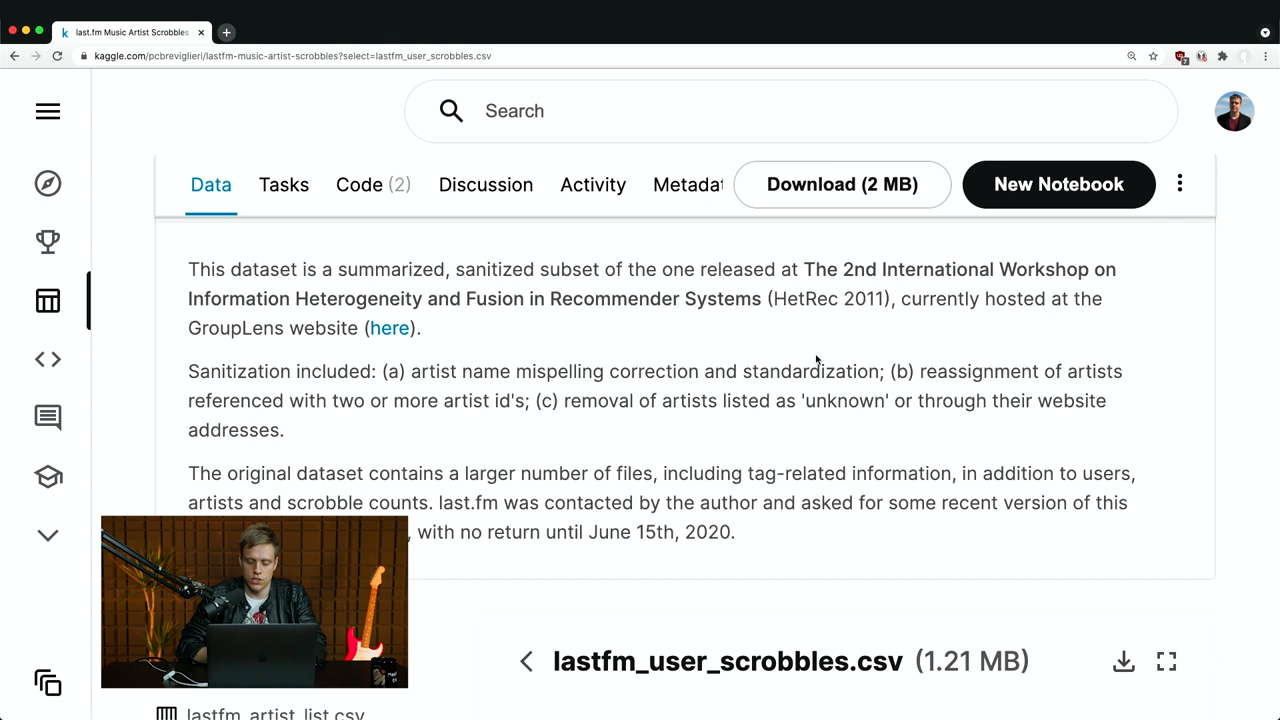 last.fm Music Artist Scrobbles
kaggle.com/pcbreviglieri/lastfm-music-artist-scrobbles?select=lastfm_user_scrobbles.csv
Search
Data Tasks Code (2) Discussion Activity Metadat Download (2 MB) New Notebook
This dataset is a summarized, sanitized subset of the one released at The 2nd International Workshop on
Information Heterogeneity and Fusion in Recommender Systems (HetRec 2011), currently hosted at the
GroupLens website (here).
Sanitization included: (a) artist name mispelling correction and standardization; (b) reassignment of artists
referenced with two or more artist id's; (c) removal of artists listed as 'unknown' or through their website
addresses.
The original dataset contains a larger number of files, including tag-related information, in addition to users,
artists and scrobble counts. last.fm was contacted by the author and asked for some recent version of this
, with no return until June 15th, 2020.
lastfm_user_scrobbles.csv (1.21 MB)
lastfm_artist_list.csv